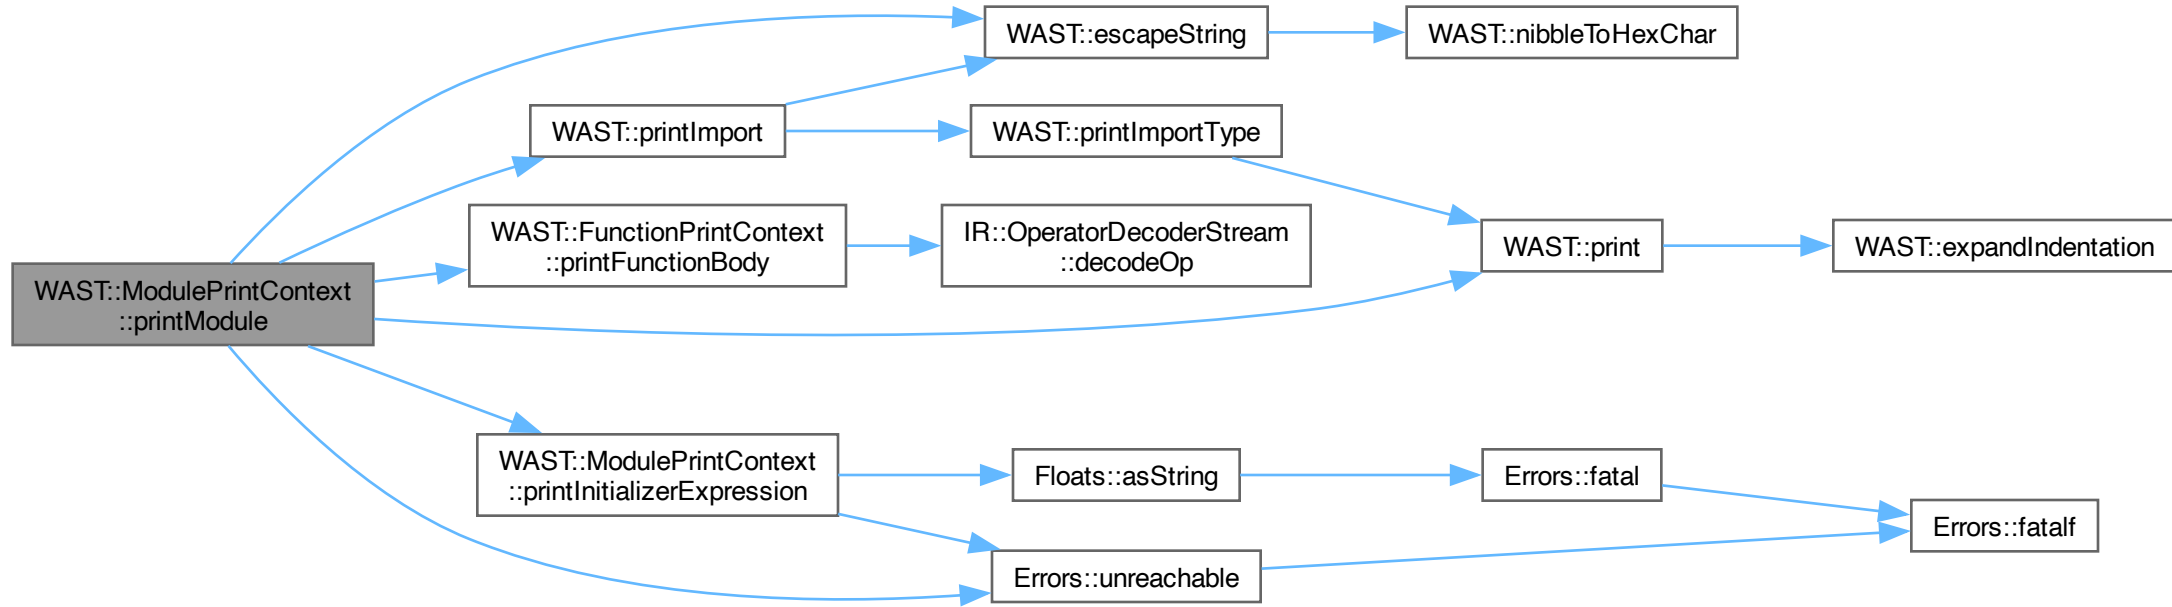 WAST::escapeString
WAST::nibbleToHexChar
WAST::printImport
WAST::printImportType
WAST::FunctionPrintContext
::printFunctionBody
IR::OperatorDecoderStream
::decodeOp
WAST::print
WAST::expandIndentation
WAST::ModulePrintContext
::printModule
WAST::ModulePrintContext
::printInitializerExpression
Floats::asString
Errors::fatal
Errors::fatalf
Errors::unreachable